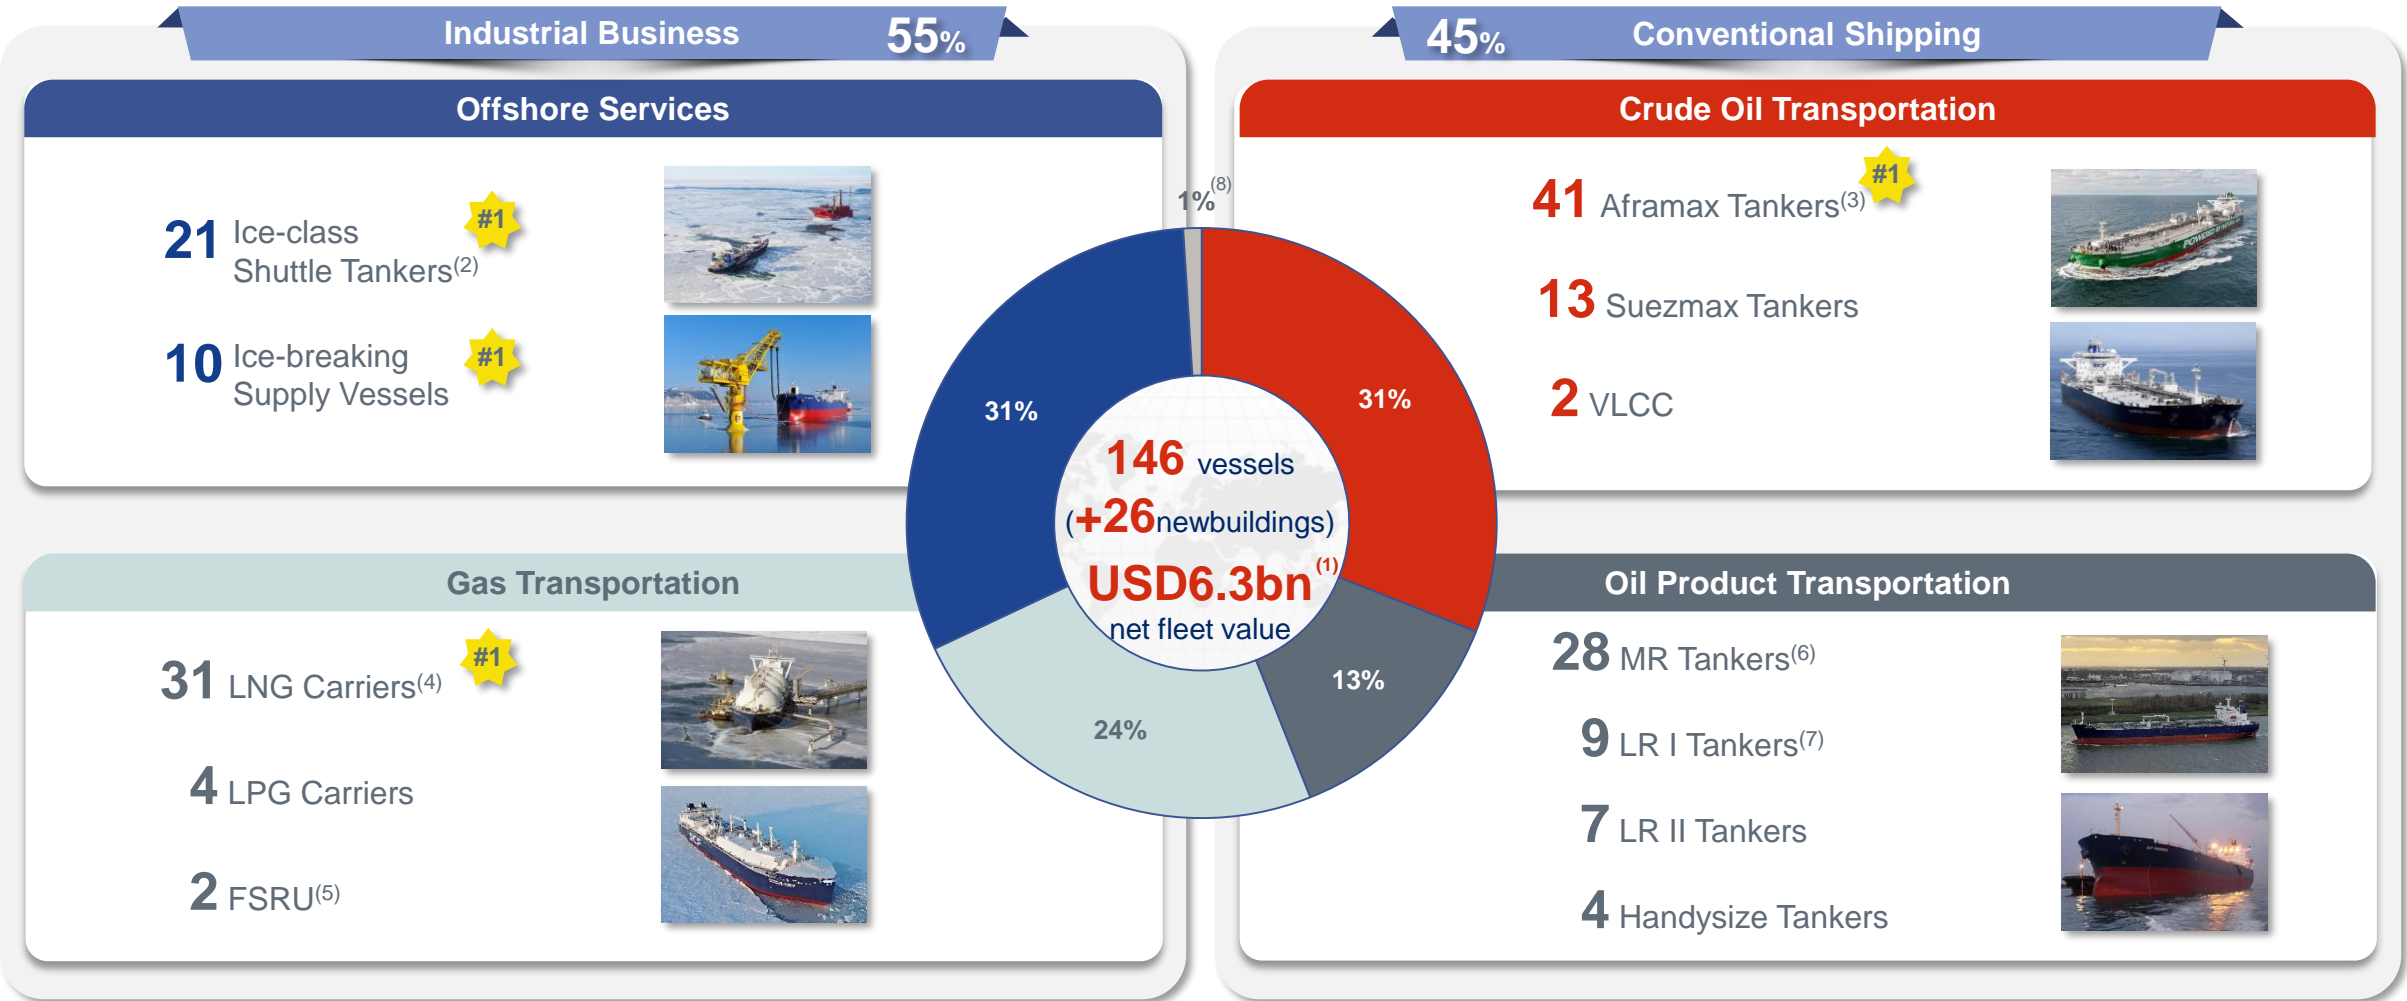 Industrial Business 55%
Offshore Services
21 Ice-class
Shuttle Tankers(2)
#1
10 Ice-breaking
Supply Vessels
#1
Gas Transportation
31 LNG Carriers(4)
#1
4 LPG Carriers
2 FSRU(5)
1%(8)
31%
31%
13%
24%
146 vessels
(+26newbuildings)
USD6.3bn(1)
net fleet value
45% Conventional Shipping
Crude Oil Transportation
41 Aframax Tankers(3)
#1
13 Suezmax Tankers
2 VLCC
Oil Product Transportation
28 MR Tankers(6)
9 LR I Tankers(7)
7 LR II Tankers
4 Handysize Tankers